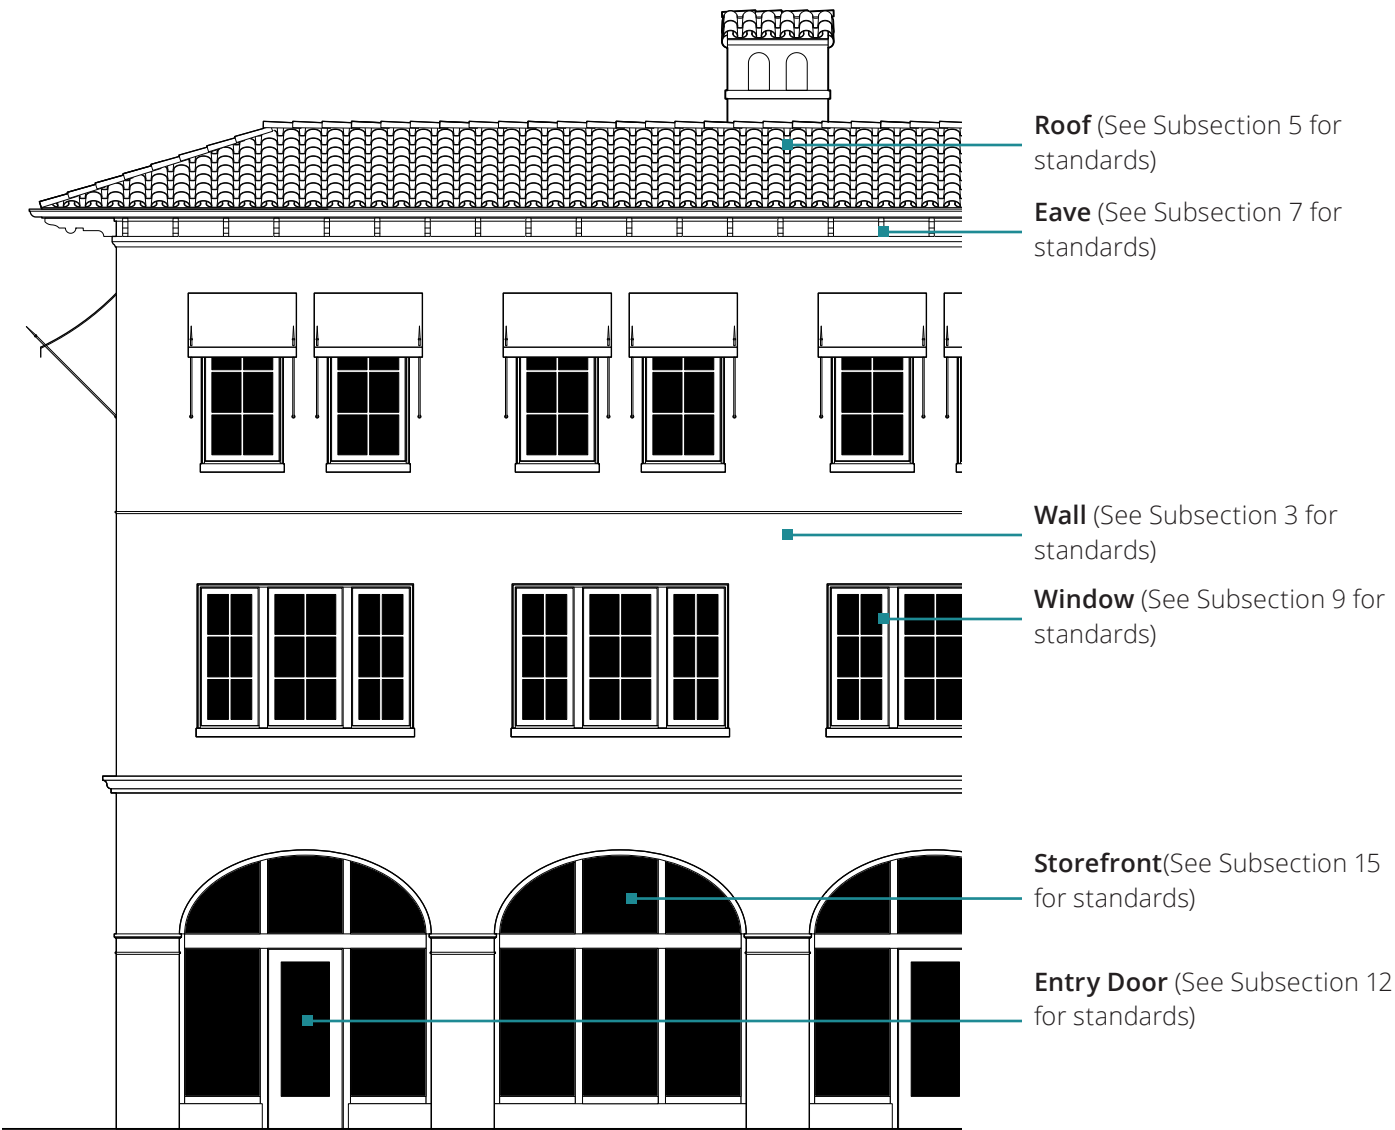 Roof (See Subsection 5 for
standards)
Eave (See Subsection 7 for
standards)
Wall (See Subsection 3 for
standards)
Window (See Subsection 9 for
standards)
Storefront(See Subsection 15
for standards)
Entry Door (See Subsection 12
for standards)